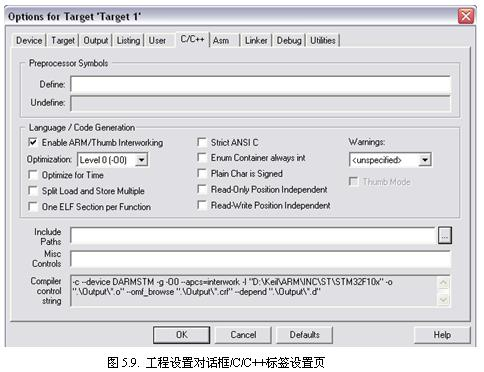 Options for Target 'Target 1'
Device Target Output Listing User C/C++ Asm Linker Debug Utilities
Preprocessor Symbols
Define:
Undefine:
Language / Code Generation
Enable ARM/Thumb Interworking
Strict ANSI C
Warnings:
Optimization: Level 0 (-O0)
Enum Container always int
<unspecified>
Optimize for Time
Plain Char is Signed
Thumb Mode
Split Load and Store Multiple
Read-Only Position Independent
One ELF Section per Function
Read-Write Position Independent
Include Paths
...
Misc Controls
Compiler control string
-c --device DARMSTM -g -O0 --apcs=interwork -I "D:\Keil\ARM\INC\ST\STM32F10x" -o
".\Output\*.o" --omf_browse ".\Output\*.crf" --depend ".\Output\*.d"
OK Cancel Defaults Help
图 5.9. 工程设置对话框/C/C++标签设置页